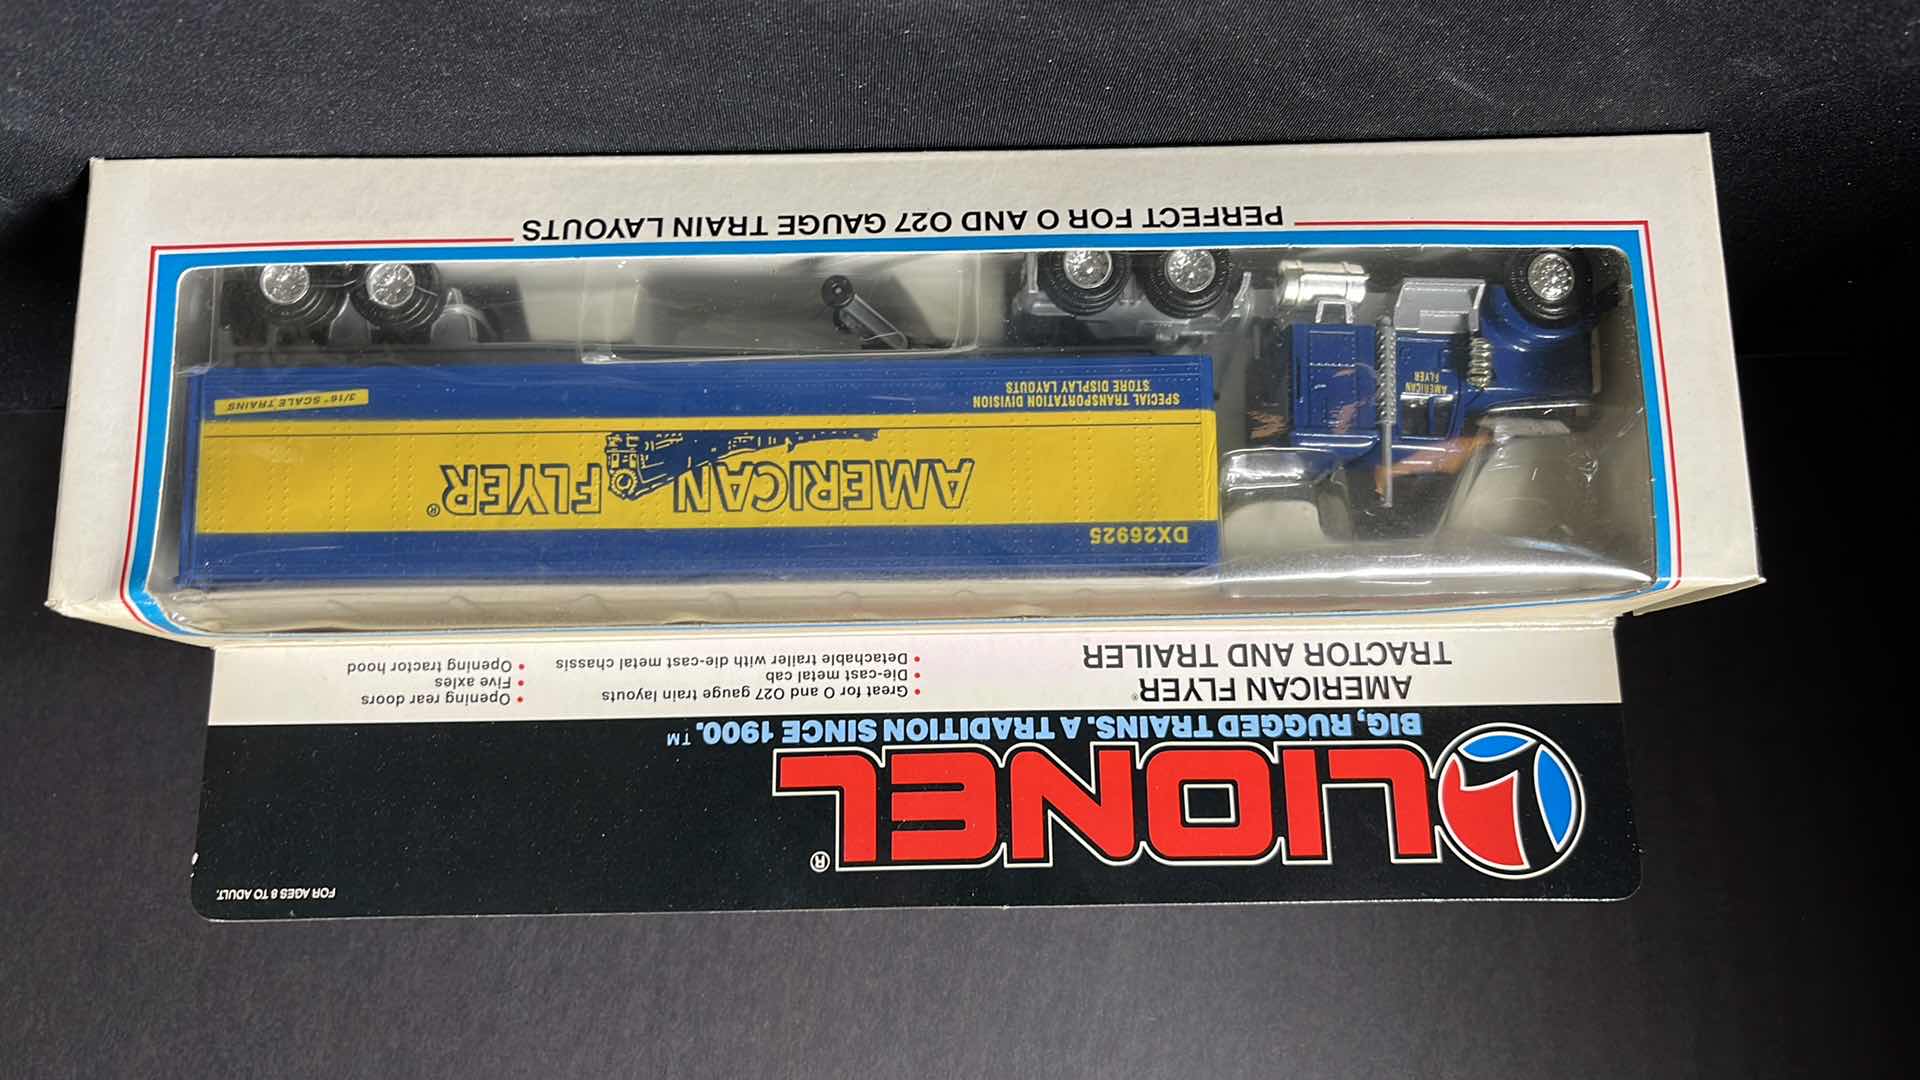 FOR AGES 8 TO ADULT.
LIONEL®
BIG, RUGGED TRAINS. A TRADITION SINCE 1900.™
AMERICAN FLYER®
TRACTOR AND TRAILER
• Great for O and O27 gauge train layouts
• Die-cast metal cab
• Detachable trailer with die-cast metal chassis
• Opening rear doors
• Five axles
• Opening tractor hood
DX26925
AMERICAN FLYER®
SPECIAL TRANSPORTATION DIVISION
STORE DISPLAY LAYOUTS
3/16" SCALE TRAINS
AMERICAN
FLYER
PERFECT FOR O AND O27 GAUGE TRAIN LAYOUTS